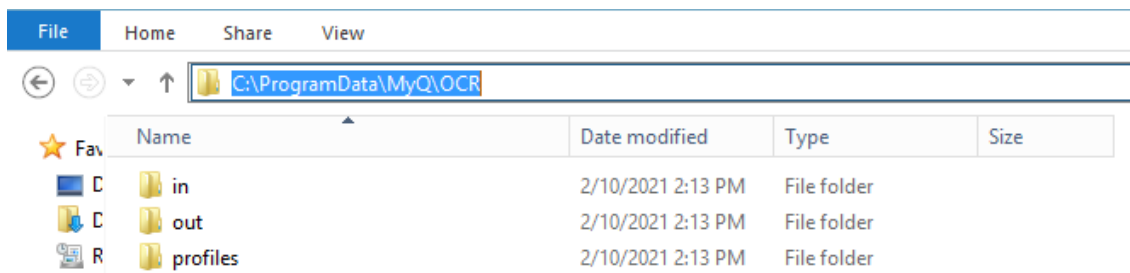 File Home Share View
C:\ProgramData\MyQ\OCR
Name Date modified Type Size
Fav
D
in 2/10/2021 2:13 PM File folder
D
out 2/10/2021 2:13 PM File folder
R
profiles 2/10/2021 2:13 PM File folder